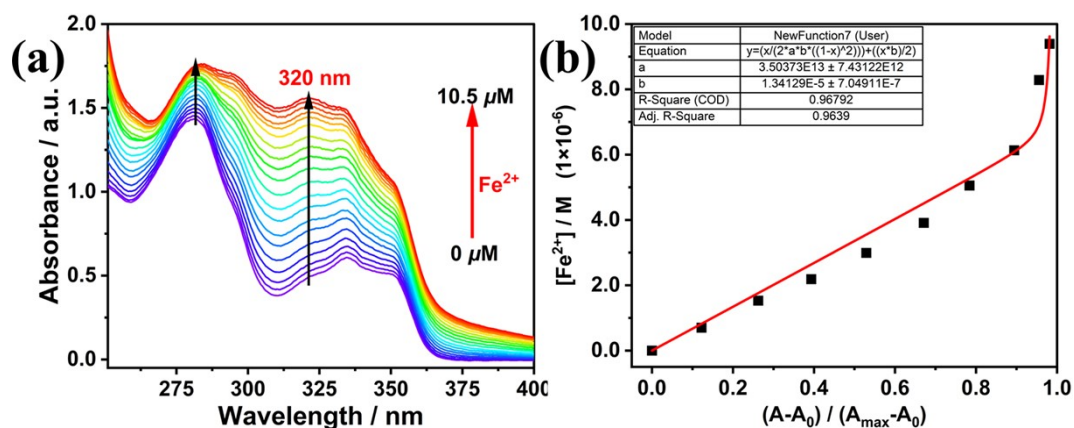 (a)
2.0
1.5
1.0
0.5
0.0
Absorbance / a.u.
320 nm
10.5 μM
Fe²⁺
0 μM
275 300 325 350 375 400
Wavelength / nm
(b)
10.0
8.0
6.0
4.0
2.0
0.0
[Fe²⁺] / M (1×10⁻⁶)
Model NewFunction7 (User)
Equation y=(x/(2*a*b*((1-x)^2)))+((x*b)/2)
a 3.50373E13 ± 7.43122E12
b 1.34129E-5 ± 7.04911E-7
R-Square (COD) 0.96792
Adj. R-Square 0.9639
0.0 0.2 0.4 0.6 0.8 1.0
(A-A₀) / (Aₘₐₓ-A₀)